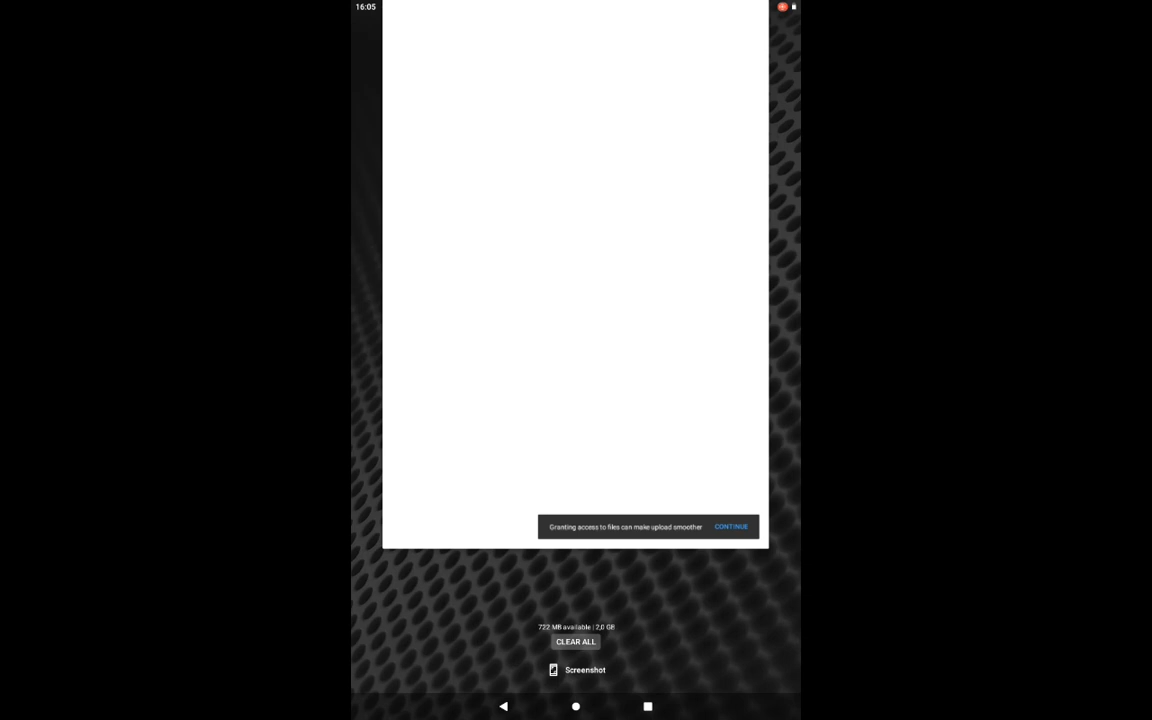 16:05
Granting access to files can make upload smoother CONTINUE
722 MB available | 2,0 GB
CLEAR ALL
Screenshot